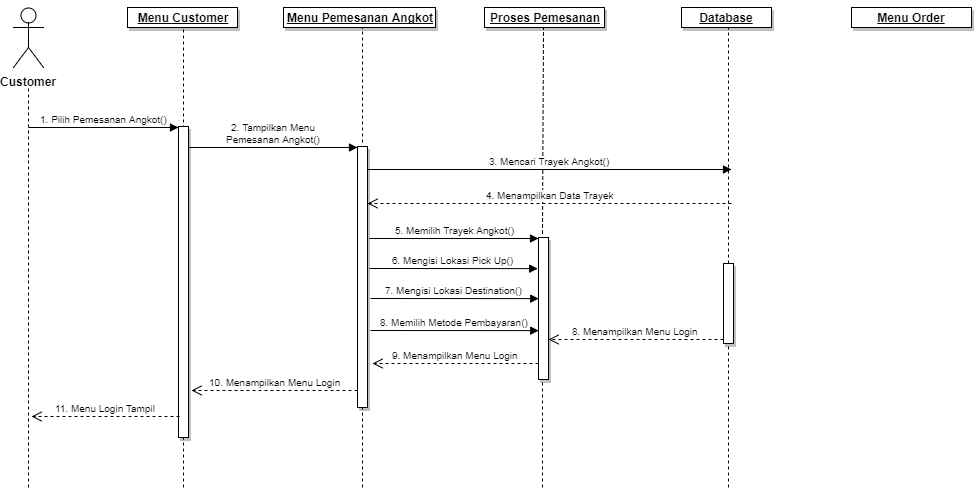 Menu Customer
Menu Pemesanan Angkot
Proses Pemesanan
Database
Menu Order
Customer
1. Pilih Pemesanan Angkot()
2. Tampilkan Menu
Pemesanan Angkot()
3. Mencari Trayek Angkot()
4. Menampilkan Data Trayek
5. Memilih Trayek Angkot()
6. Mengisi Lokasi Pick Up()
7. Mengisi Lokasi Destination()
8. Memilih Metode Pembayaran()
8. Menampilkan Menu Login
9. Menampilkan Menu Login
10. Menampilkan Menu Login
11. Menu Login Tampil